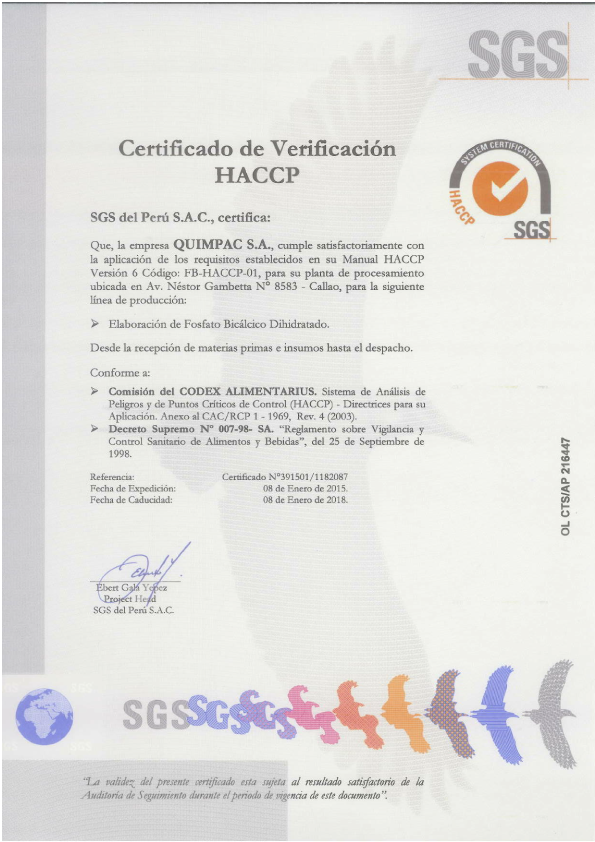 SGS
Certificado de Verificación
HACCP
SYSTEM CERTIFICATION
HACCP
SGS
SGS del Perú S.A.C., certifica:
Que, la empresa QUIMPAC S.A., cumple satisfactoriamente con
la aplicación de los requisitos establecidos en su Manual HACCP
Versión 6 Código: FB-HACCP-01, para su planta de procesamiento
ubicada en Av. Néstor Gambetta N° 8583 - Callao, para la siguiente
línea de producción:
➢ Elaboración de Fosfato Bicálcico Dihidratado.
Desde la recepción de materias primas e insumos hasta el despacho.
Conforme a:
➢ Comisión del CODEX ALIMENTARIUS. Sistema de Análisis de
Peligros y de Puntos Críticos de Control (HACCP) - Directrices para su
Aplicación. Anexo al CAC/RCP 1 - 1969, Rev. 4 (2003).
➢ Decreto Supremo N° 007-98- SA. “Reglamento sobre Vigilancia y
Control Sanitario de Alimentos y Bebidas”, del 25 de Septiembre de
1998.
Referencia: Certificado N°391501/1182087
Fecha de Expedición: 08 de Enero de 2015.
Fecha de Caducidad: 08 de Enero de 2018.
OL CTS/AP 216447
Ebert Gala Yepez
Project Head
SGS del Perú S.A.C.
SGS SGS SGS
“La validez del presente certificado esta sujeta al resultado satisfactorio de la
Auditoría de Seguimiento durante el periodo de vigencia de este documento”.